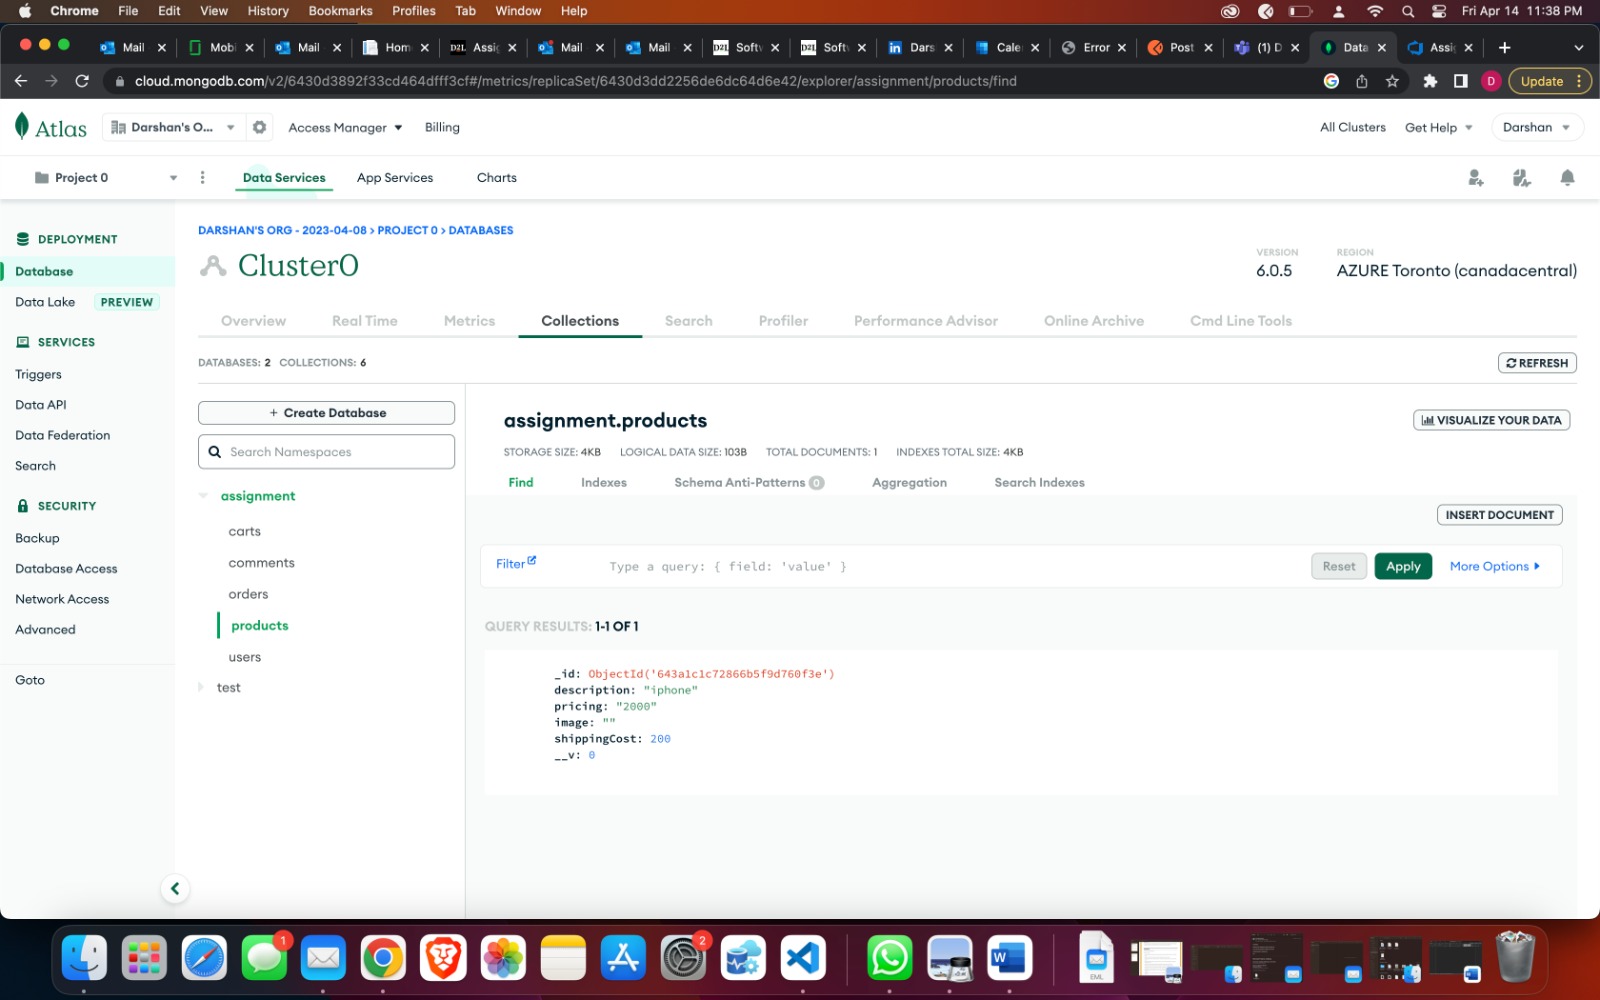 Chrome File Edit View History Bookmarks Profiles Tab Window Help Fri Apr 14 11:38 PM
Mail Mobi Mail Hom D2L Assig Mail Mail D2L Softv D2L Softv in Dars Cale Error Post (1) D Data Assig
cloud.mongodb.com/v2/6430d3892f33cd464dfff3cf#/metrics/replicaSet/6430d3dd2256de6dc64d6e42/explorer/assignment/products/find D Update
Atlas Darshan's O... Access Manager Billing All Clusters Get Help Darshan
Project 0 Data Services App Services Charts
DEPLOYMENT
Database
Data Lake PREVIEW
SERVICES
Triggers
Data API
Data Federation
Search
SECURITY
Backup
Database Access
Network Access
Advanced
Goto
DARSHAN'S ORG - 2023-04-08 > PROJECT 0 > DATABASES
Cluster0
VERSION
6.0.5
REGION
AZURE Toronto (canadacentral)
Overview Real Time Metrics Collections Search Profiler Performance Advisor Online Archive Cmd Line Tools
DATABASES: 2 COLLECTIONS: 6 REFRESH
+ Create Database
Search Namespaces
assignment
carts
comments
orders
products
users
test
assignment.products VISUALIZE YOUR DATA
STORAGE SIZE: 4KB LOGICAL DATA SIZE: 103B TOTAL DOCUMENTS: 1 INDEXES TOTAL SIZE: 4KB
Find Indexes Schema Anti-Patterns 0 Aggregation Search Indexes
INSERT DOCUMENT
Filter Type a query: { field: 'value' } Reset Apply More Options
QUERY RESULTS: 1-1 OF 1
_id: ObjectId('643a1c1c72866b5f9d760f3e')
description: "iphone"
pricing: "2000"
image: ""
shippingCost: 200
__v: 0
1 2 W EML